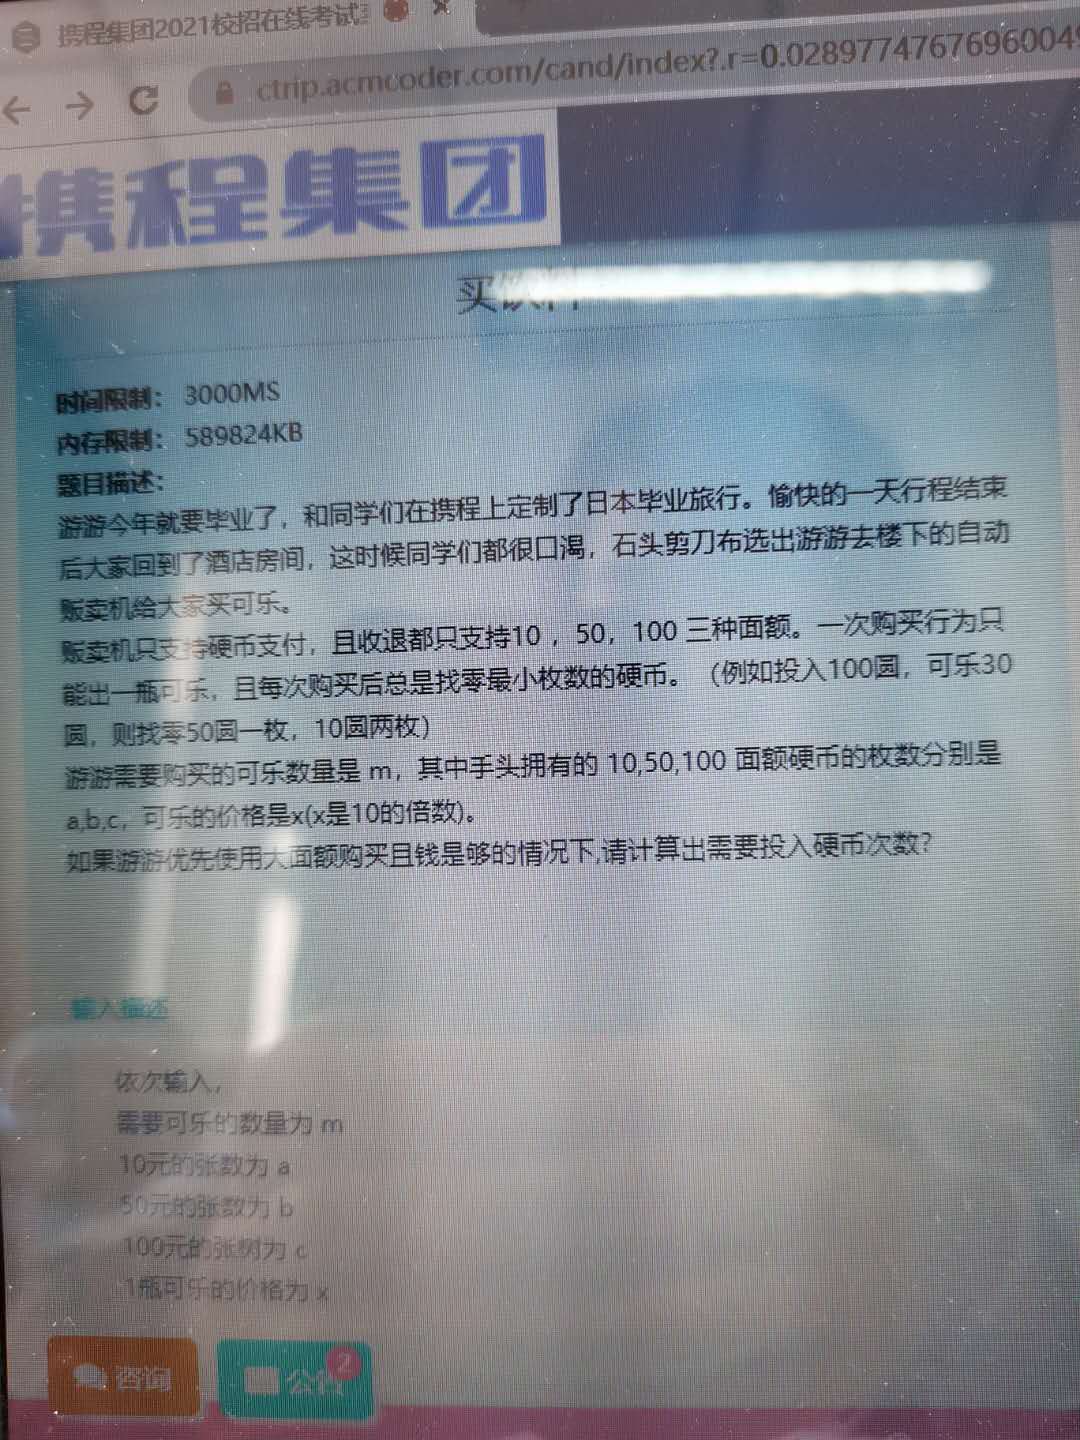 携程集团2021校招在线考试
ctrip.acmcoder.com/cand/index?.r=0.0289774767696004
携程集团
买饮料
时间限制： 3000MS
内存限制： 589824KB
题目描述：
游游今年就要毕业了，和同学们在携程上定制了日本毕业旅行。愉快的一天行程结束
后大家回到了酒店房间，这时候同学们都很口渴，石头剪刀布选出游游去楼下的自动
贩卖机给大家买可乐。
贩卖机只支持硬币支付，且收退都只支持10 ，50，100 三种面额。一次购买行为只
能出一瓶可乐，且每次购买后总是找零最小枚数的硬币。（例如投入100圆，可乐30
圆，则找零50圆一枚，10圆两枚）
游游需要购买的可乐数量是 m，其中手头拥有的 10,50,100 面额硬币的枚数分别是
a,b,c，可乐的价格是x(x是10的倍数)。
如果游游优先使用大面额购买且钱是够的情况下,请计算出需要投入硬币次数？
输入描述
依次输入，
需要可乐的数量为 m
10元的张数为 a
50元的张数为 b
100元的张树为 c
1瓶可乐的价格为 x
咨询
公告
2